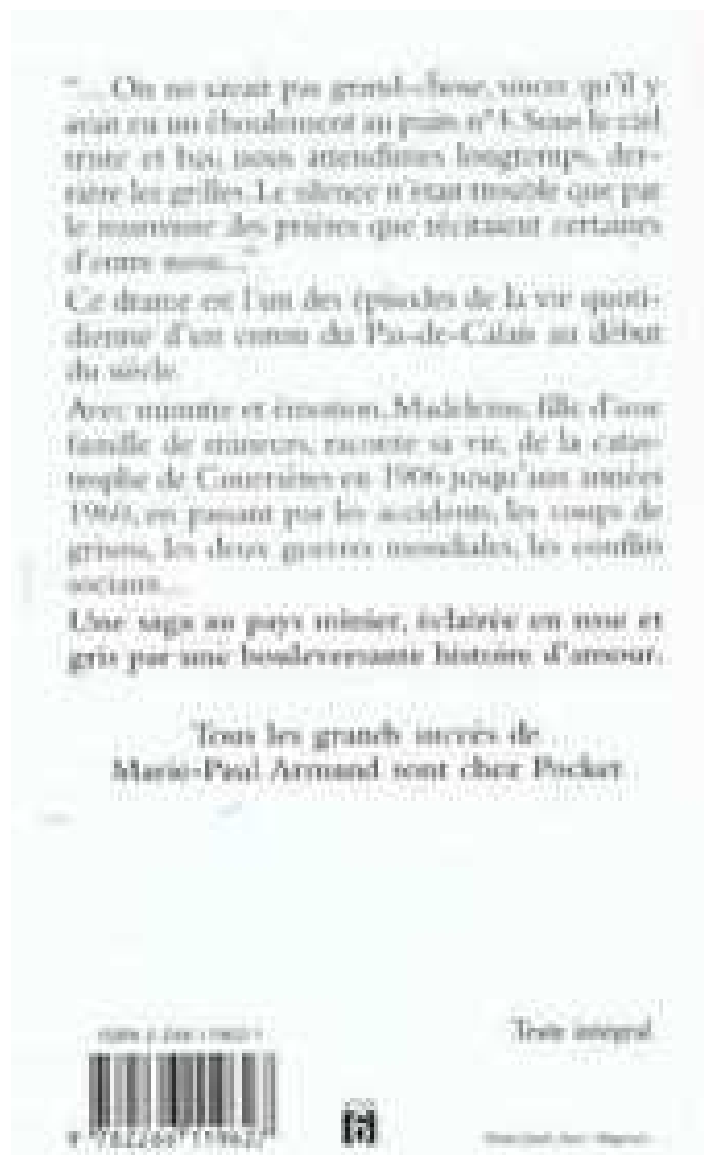 "... On ne savait pas grand-chose, sinon qu'il y
avait eu un éboulement au puits n° 4. Sous le ciel
triste et bas, nous attendîmes longtemps, der-
rière les grilles. Le silence n'était troublé que par
le murmure des prières que récitaient certaines
d'entre nous..."
Ce drame est l'un des épisodes de la vie quoti-
dienne d'un coron du Pas-de-Calais au début
du siècle.
Avec minutie et émotion, Madeleine, fille d'une
famille de mineurs, raconte sa vie, de la catas-
trophe de Courrières en 1906 jusqu'aux années
1960, en passant par les accidents, les coups de
grisou, les deux guerres mondiales, les conflits
sociaux...
Une saga au pays minier, éclairée en rose et
gris par une bouleversante histoire d'amour.
Tous les grands succès de
Marie-Paul Armand sont chez Pocket
Texte intégral